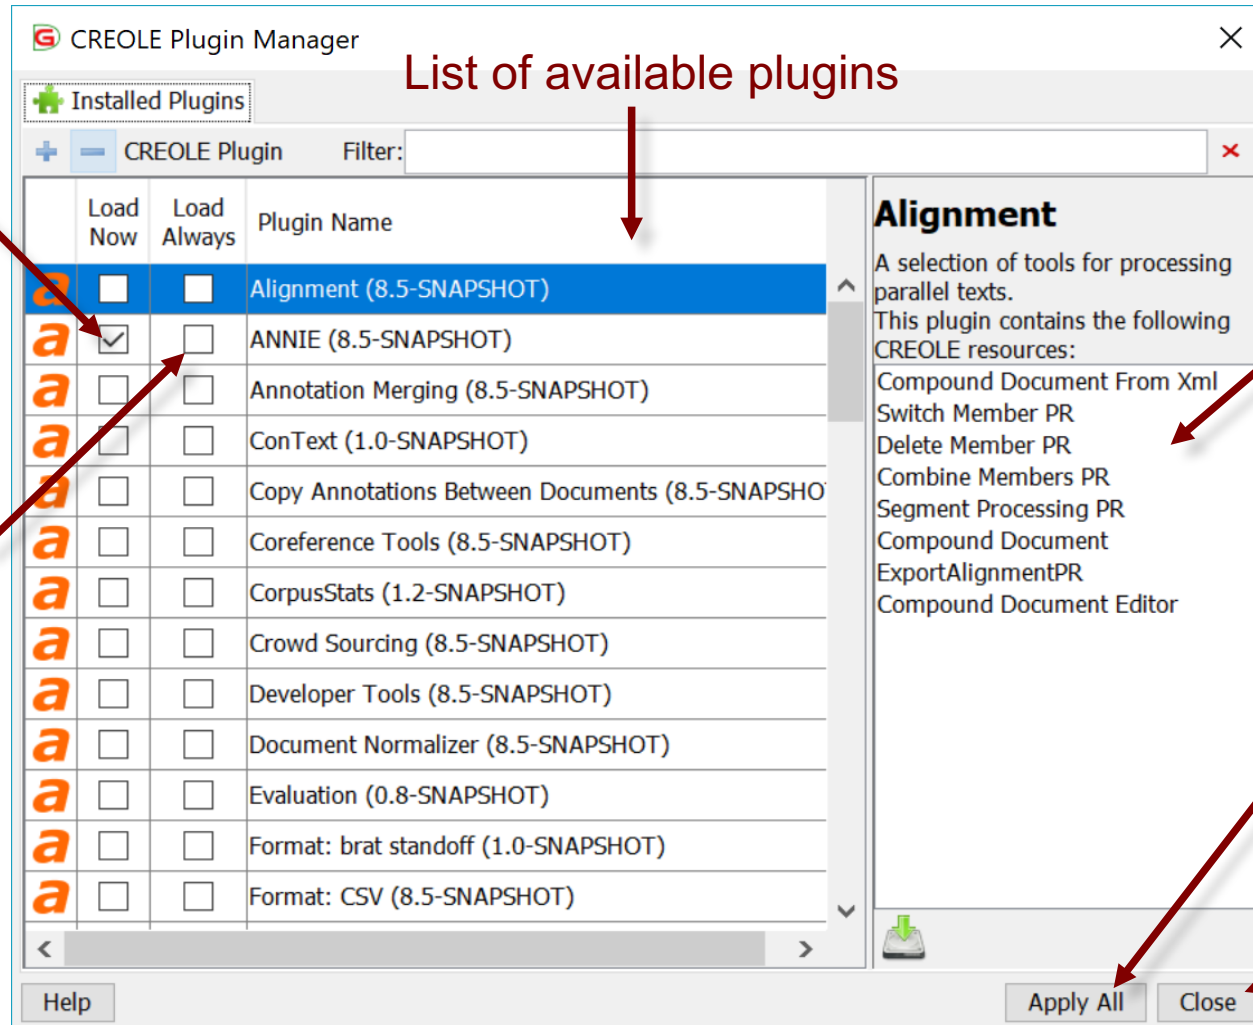 CREOLE Plugin Manager
List of available plugins
Installed Plugins
CREOLE Plugin Filter:
Load Now Load Always Plugin Name
Alignment (8.5-SNAPSHOT)
ANNIE (8.5-SNAPSHOT)
Annotation Merging (8.5-SNAPSHOT)
ConText (1.0-SNAPSHOT)
Copy Annotations Between Documents (8.5-SNAPSHO
Coreference Tools (8.5-SNAPSHOT)
CorpusStats (1.2-SNAPSHOT)
Crowd Sourcing (8.5-SNAPSHOT)
Developer Tools (8.5-SNAPSHOT)
Document Normalizer (8.5-SNAPSHOT)
Evaluation (0.8-SNAPSHOT)
Format: brat standoff (1.0-SNAPSHOT)
Format: CSV (8.5-SNAPSHOT)
Alignment
A selection of tools for processing
parallel texts.
This plugin contains the following
CREOLE resources:
Compound Document From Xml
Switch Member PR
Delete Member PR
Combine Members PR
Segment Processing PR
Compound Document
ExportAlignmentPR
Compound Document Editor
Help
Apply All
Close